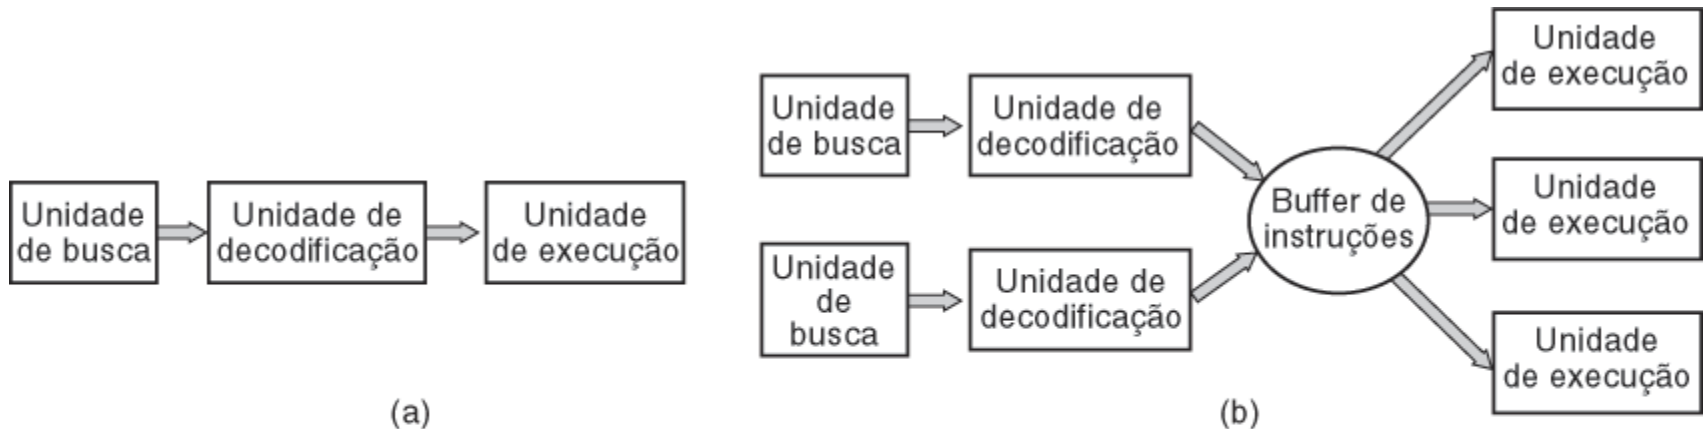 Unidade
de busca
Unidade de
decodificação
Unidade
de execução
(a)
Unidade
de busca
Unidade de
decodificação
Unidade
de
busca
Unidade de
decodificação
Buffer de
instruções
Unidade
de execução
Unidade
de execução
Unidade
de execução
(b)